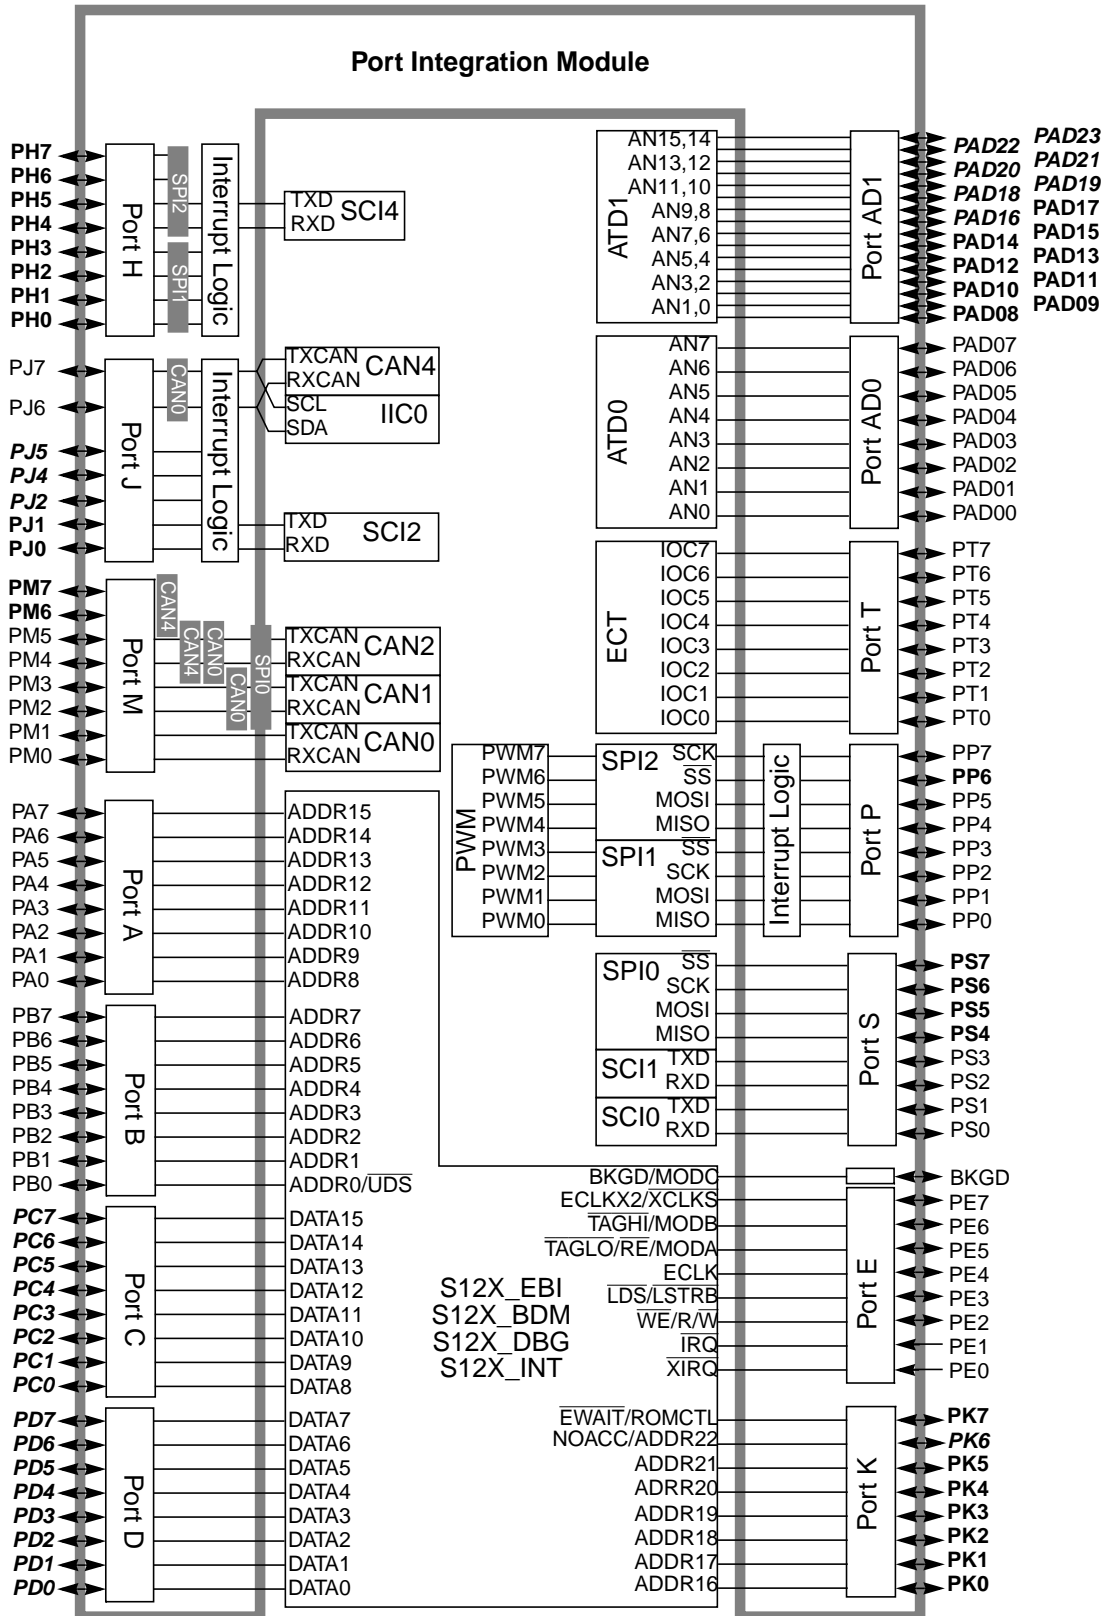 Port Integration Module
PH7
PH6
PH5
PH4
PH3
PH2
PH1
PH0
Port H
SPI2
SPI1
Interrupt Logic
TXD
RXD
SCI4
PJ7
PJ6
PJ5
PJ4
PJ2
PJ1
PJ0
Port J
CAN0
Interrupt Logic
TXCAN
RXCAN
CAN4
SCL
SDA
IIC0
TXD
RXD
SCI2
PM7
PM6
PM5
PM4
PM3
PM2
PM1
PM0
Port M
CAN4
CAN4
CAN0
CAN0
SPI0
TXCAN
RXCAN
CAN2
TXCAN
RXCAN
CAN1
TXCAN
RXCAN
CAN0
PA7
PA6
PA5
PA4
PA3
PA2
PA1
PA0
Port A
ADDR15
ADDR14
ADDR13
ADDR12
ADDR11
ADDR10
ADDR9
ADDR8
PB7
PB6
PB5
PB4
PB3
PB2
PB1
PB0
Port B
ADDR7
ADDR6
ADDR5
ADDR4
ADDR3
ADDR2
ADDR1
ADDR0/UDS
PC7
PC6
PC5
PC4
PC3
PC2
PC1
PC0
Port C
DATA15
DATA14
DATA13
DATA12
DATA11
DATA10
DATA9
DATA8
PD7
PD6
PD5
PD4
PD3
PD2
PD1
PD0
Port D
DATA7
DATA6
DATA5
DATA4
DATA3
DATA2
DATA1
DATA0
S12X_EBI
S12X_BDM
S12X_DBG
S12X_INT
ATD1
AN15,14
AN13,12
AN11,10
AN9,8
AN7,6
AN5,4
AN3,2
AN1,0
Port AD1
PAD23
PAD22
PAD21
PAD20
PAD19
PAD18
PAD17
PAD16
PAD15
PAD14
PAD13
PAD12
PAD11
PAD10
PAD09
PAD08
ATD0
AN7
AN6
AN5
AN4
AN3
AN2
AN1
AN0
Port AD0
PAD07
PAD06
PAD05
PAD04
PAD03
PAD02
PAD01
PAD00
ECT
IOC7
IOC6
IOC5
IOC4
IOC3
IOC2
IOC1
IOC0
Port T
PT7
PT6
PT5
PT4
PT3
PT2
PT1
PT0
PWM
PWM7
PWM6
PWM5
PWM4
PWM3
PWM2
PWM1
PWM0
SPI2
SCK
SS
MOSI
MISO
SPI1
SS
SCK
MOSI
MISO
Interrupt Logic
Port P
PP7
PP6
PP5
PP4
PP3
PP2
PP1
PP0
SPI0
SS
SCK
MOSI
MISO
SCI1
TXD
RXD
SCI0
TXD
RXD
Port S
PS7
PS6
PS5
PS4
PS3
PS2
PS1
PS0
BKGD/MODC
BKGD
ECLKX2/XCLKS
TAGHI/MODB
TAGLO/RE/MODA
ECLK
LDS/LSTRB
WE/R/W
IRQ
XIRQ
Port E
PE7
PE6
PE5
PE4
PE3
PE2
PE1
PE0
EWAIT/ROMCTL
NOACC/ADDR22
ADDR21
ADRR20
ADDR19
ADDR18
ADDR17
ADDR16
Port K
PK7
PK6
PK5
PK4
PK3
PK2
PK1
PK0